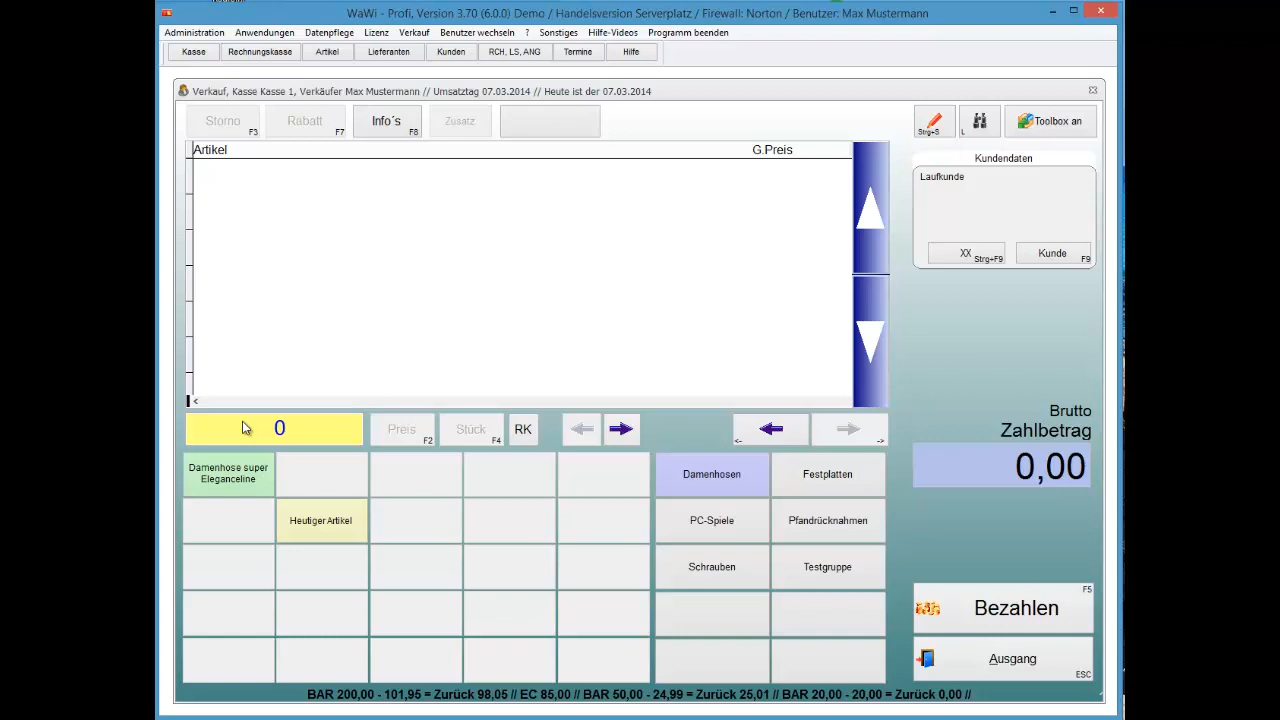 WaWi - Profi, Version 3.70 (6.0.0) Demo / Handelsversion Serverplatz / Firewall: Norton / Benutzer: Max Mustermann
Administration Anwendungen Datenpflege Lizenz Verkauf Benutzer wechseln ? Sonstiges Hilfe-Videos Programm beenden
Kasse Rechnungskasse Artikel Lieferanten Kunden RCH, LS, ANG Termine Hilfe
Verkauf, Kasse Kasse 1, Verkäufer Max Mustermann // Umsatztag 07.03.2014 // Heute ist der 07.03.2014
Storno F3 Rabatt F7 Info´s F8 Zusatz Strg+S L Toolbox an
Artikel G.Preis
Kundendaten
Laufkunde
XX Strg+F9 Kunde F9
<
Brutto
Zahlbetrag
0,00
0 Preis F2 Stück F4 RK <- ->
Damenhose super
Eleganceline
Damenhosen Festplatten
Heutiger Artikel PC-Spiele Pfandrücknahmen
Schrauben Testgruppe
Bezahlen F5
Ausgang ESC
BAR 200,00 - 101,95 = Zurück 98,05 // EC 85,00 // BAR 50,00 - 24,99 = Zurück 25,01 // BAR 20,00 - 20,00 = Zurück 0,00 //